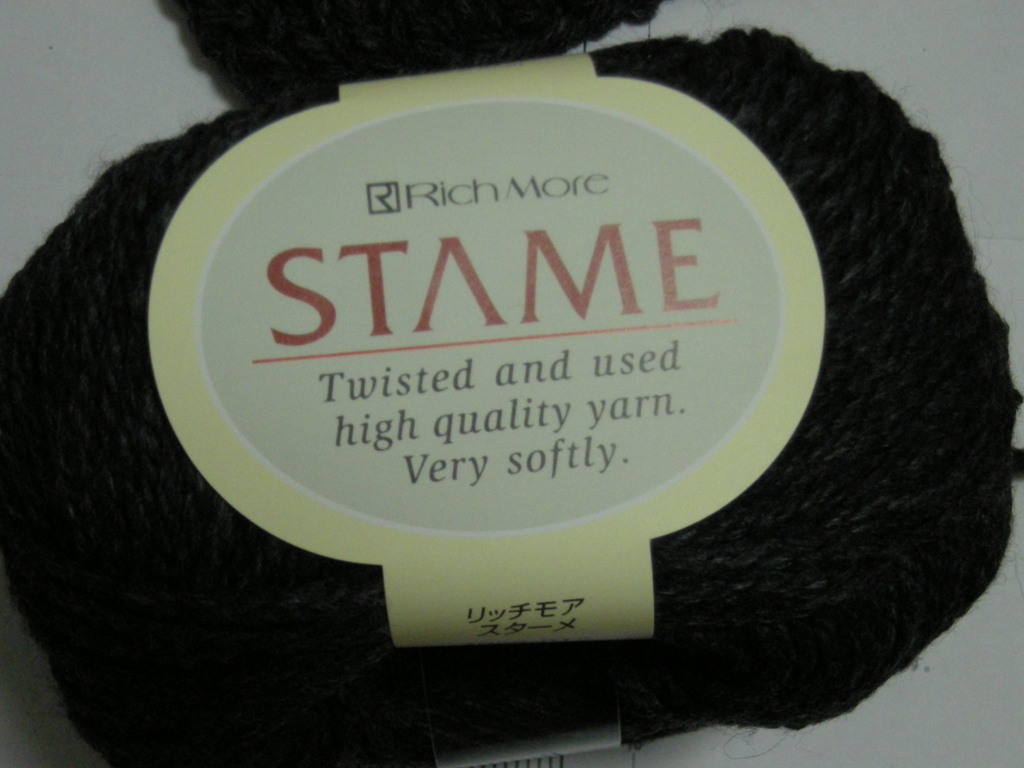 Rich More
STAME
Twisted and used
high quality yarn.
Very softly.
リッチモア
スターメ